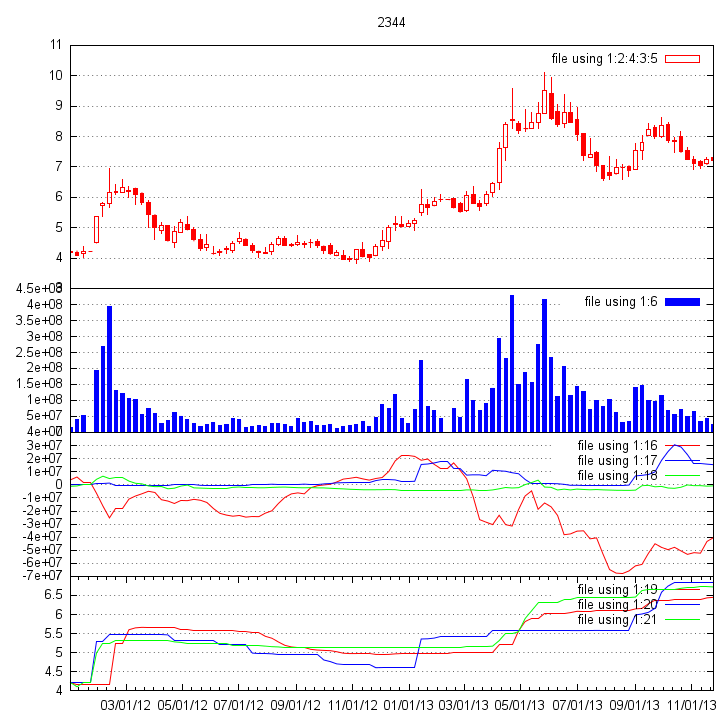 2344
11
file using 1:2:4:3:5
10
9
8
7
6
5
4
3
4.5e+08
file using 1:6
4e+08
3.5e+08
3e+08
2.5e+08
2e+08
1.5e+08
1e+08
5e+07
0
4e+07
file using 1:16
3e+07
file using 1:17
2e+07
file using 1:18
1e+07
0
-1e+07
-2e+07
-3e+07
-4e+07
-5e+07
-6e+07
-7e+07
file using 1:19
6.5
file using 1:20
6
file using 1:21
5.5
5
4.5
4
03/01/12 05/01/12 07/01/12 09/01/12 11/01/12 01/01/13 03/01/13 05/01/13 07/01/13 09/01/13 11/01/13